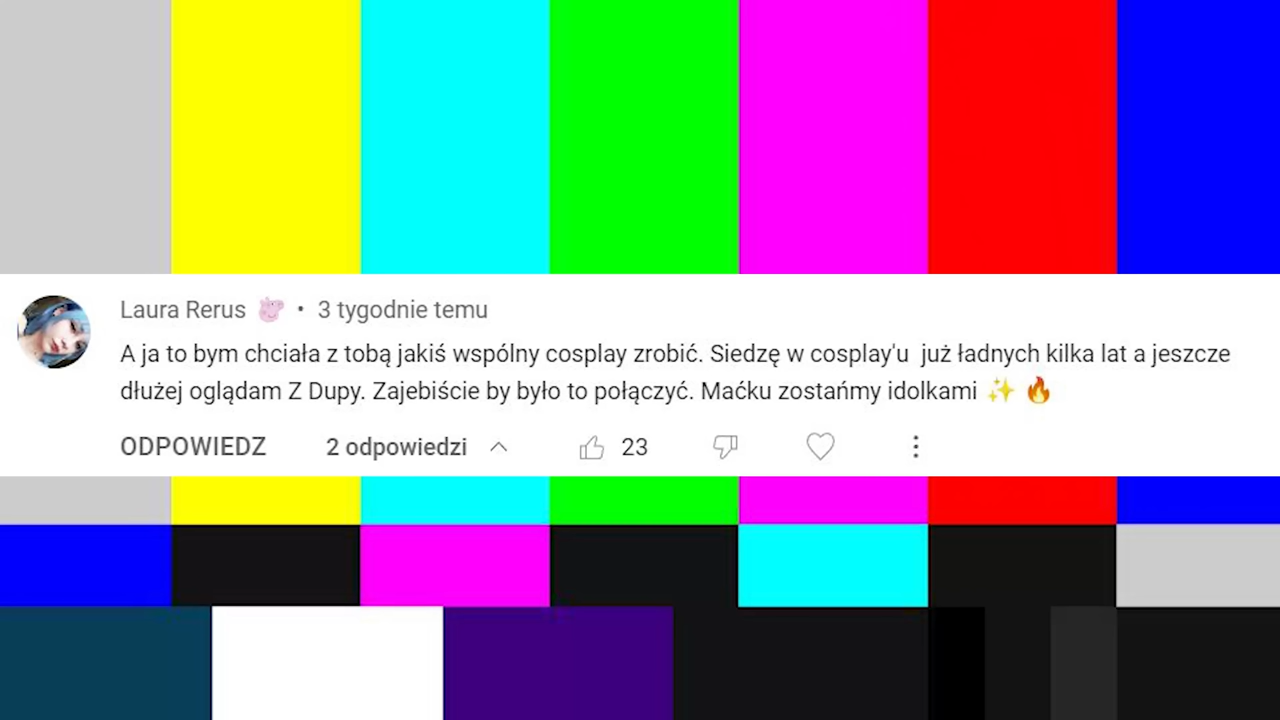 Laura Rerus • 3 tygodnie temu
A ja to bym chciała z tobą jakiś wspólny cosplay zrobić. Siedzę w cosplay'u już ładnych kilka lat a jeszcze
dłużej oglądam Z Dupy. Zajebiście by było to połączyć. Maćku zostańmy idolkami ✨ 🔥
ODPOWIEDZ 2 odpowiedzi 23